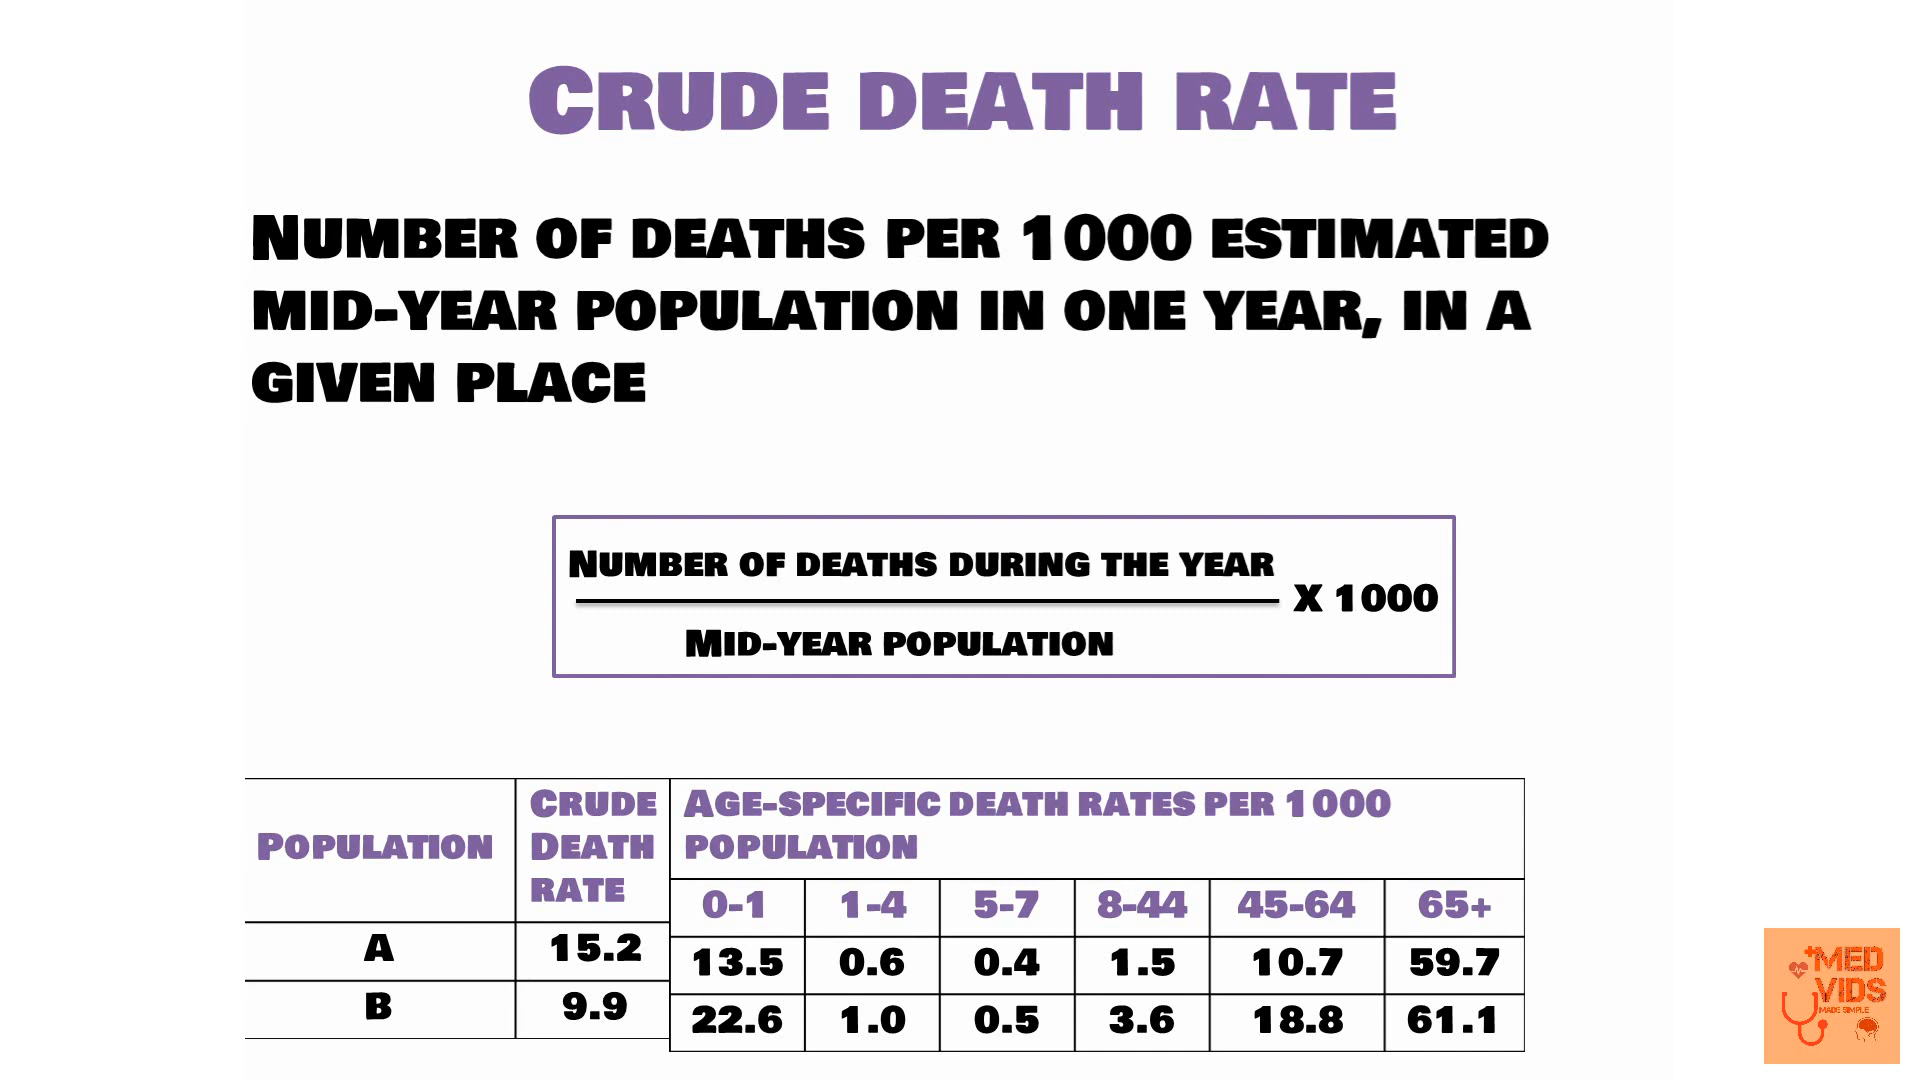 CRUDE DEATH RATE
NUMBER OF DEATHS PER 1000 ESTIMATED
MID-YEAR POPULATION IN ONE YEAR, IN A
GIVEN PLACE
NUMBER OF DEATHS DURING THE YEAR
X 1000
MID-YEAR POPULATION
POPULATION
CRUDE
DEATH
RATE
AGE-SPECIFIC DEATH RATES PER 1000
POPULATION
0-1 1-4 5-7 8-44 45-64 65+
A 15.2 13.5 0.6 0.4 1.5 10.7 59.7
B 9.9 22.6 1.0 0.5 3.6 18.8 61.1
MED
VIDS
MADE SIMPLE